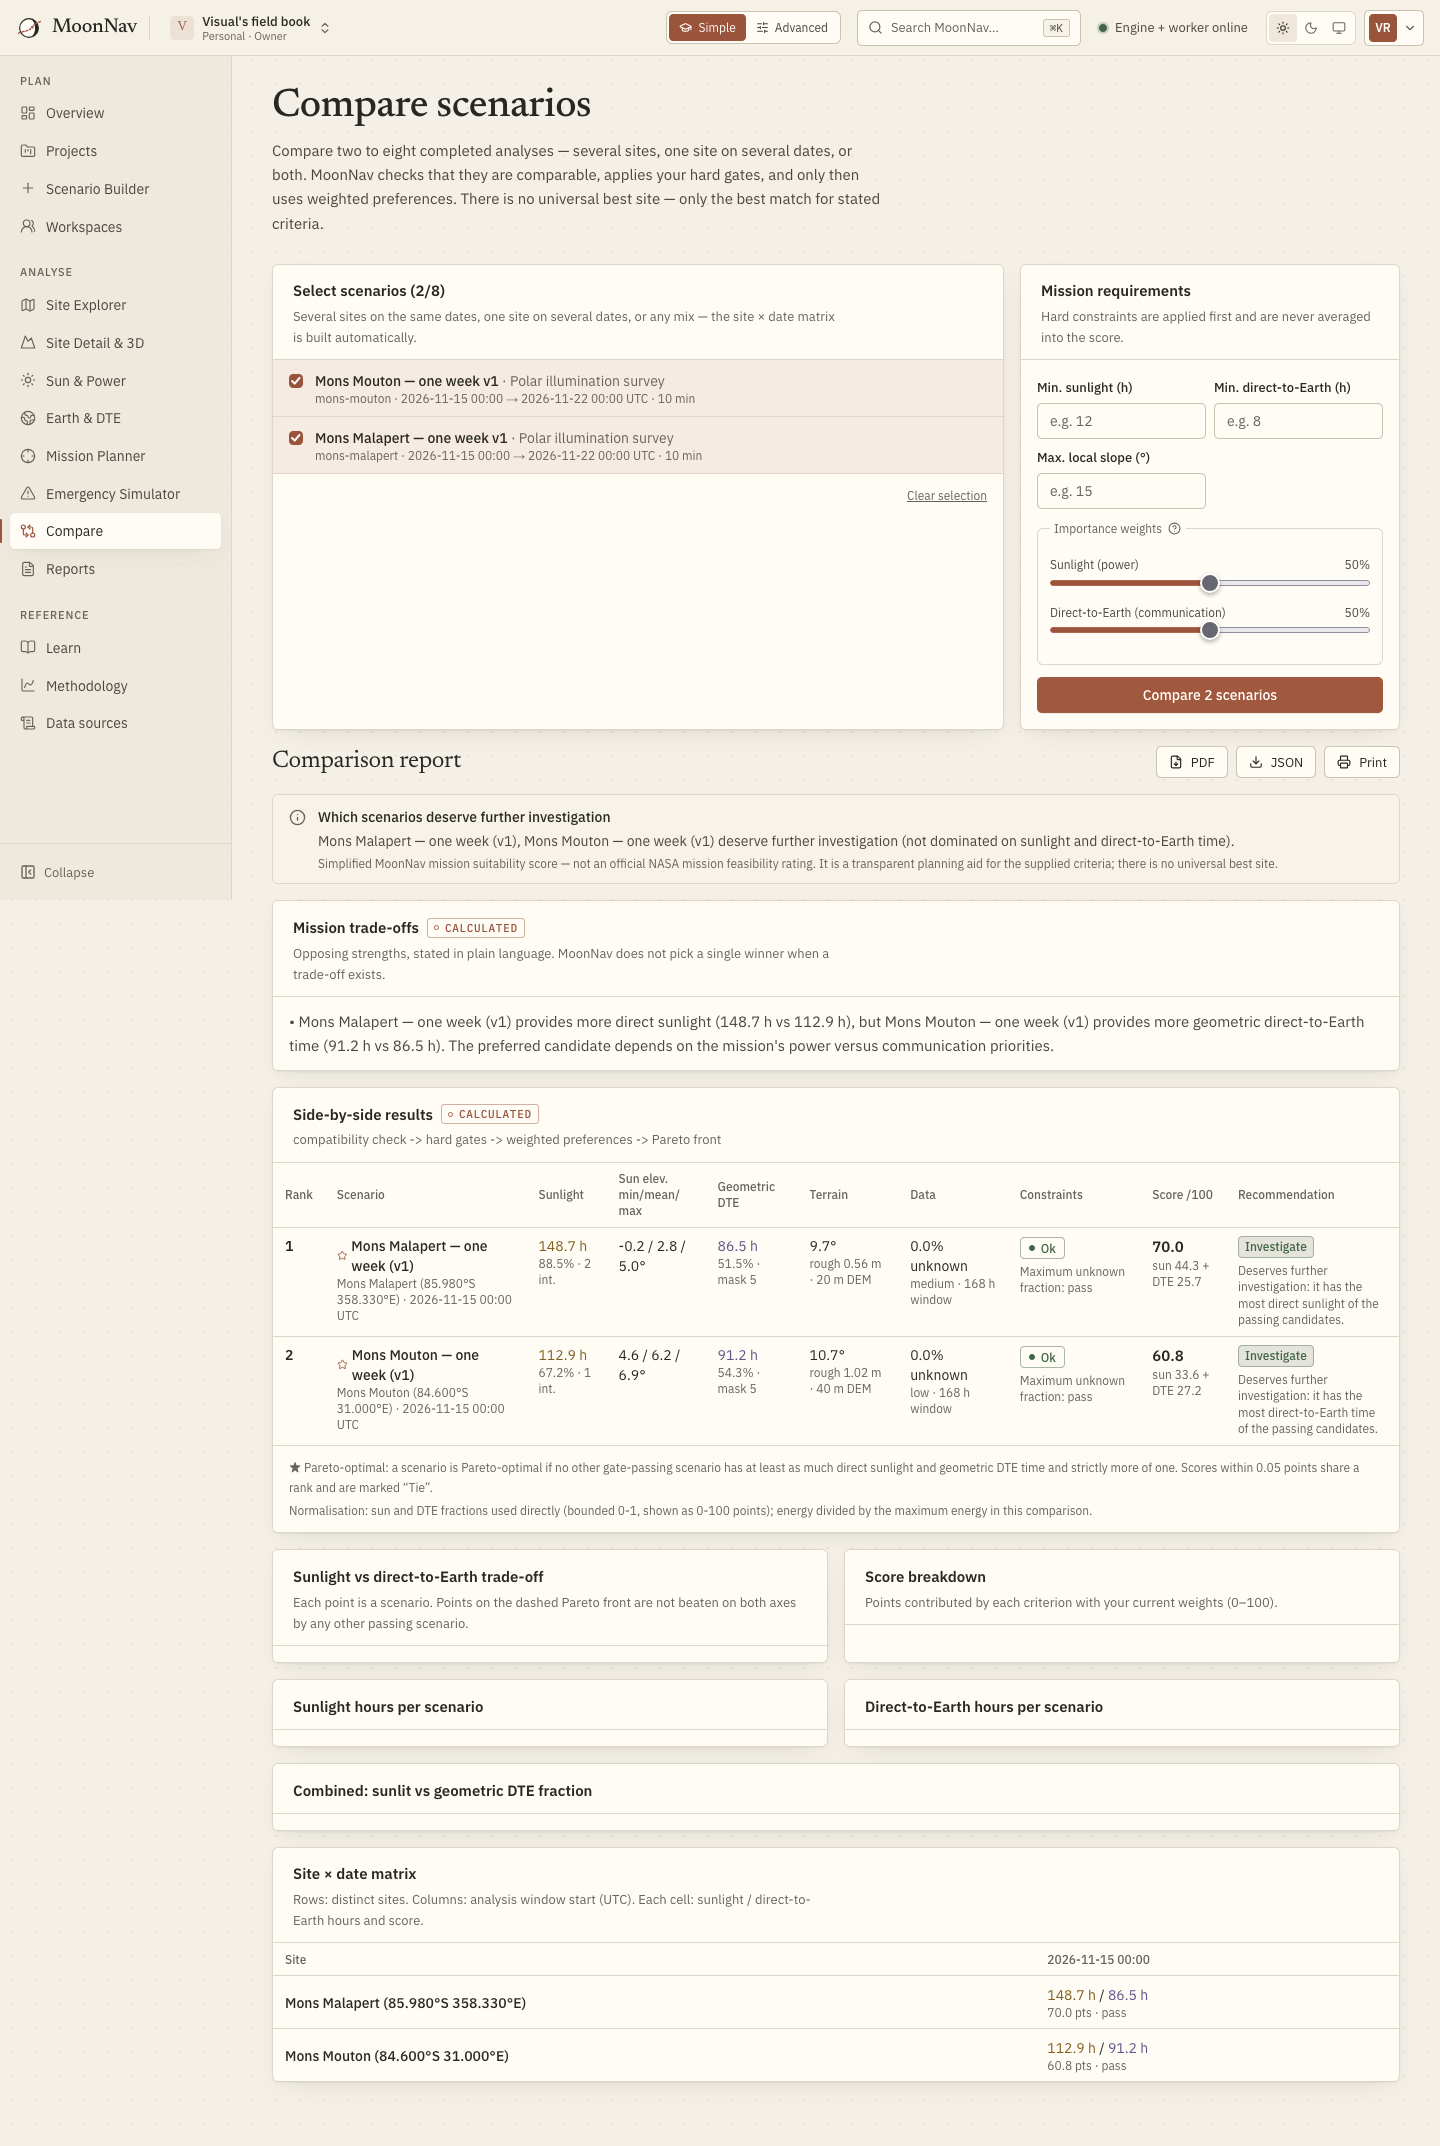 MoonNav
V
Visual's field book
Personal · Owner
Simple
Advanced
Search MoonNav...
⌘K
Engine + worker online
VR
PLAN
Overview
Projects
Scenario Builder
Workspaces
ANALYSE
Site Explorer
Site Detail & 3D
Sun & Power
Earth & DTE
Mission Planner
Emergency Simulator
Compare
Reports
REFERENCE
Learn
Methodology
Data sources
Collapse
Compare scenarios
Compare two to eight completed analyses — several sites, one site on several dates, or
both. MoonNav checks that they are comparable, applies your hard gates, and only then
uses weighted preferences. There is no universal best site — only the best match for stated
criteria.
Select scenarios (2/8)
Several sites on the same dates, one site on several dates, or any mix — the site × date matrix
is built automatically.
Mons Mouton — one week v1 · Polar illumination survey
mons-mouton · 2026-11-15 00:00 → 2026-11-22 00:00 UTC · 10 min
Mons Malapert — one week v1 · Polar illumination survey
mons-malapert · 2026-11-15 00:00 → 2026-11-22 00:00 UTC · 10 min
Clear selection
Mission requirements
Hard constraints are applied first and are never averaged
into the score.
Min. sunlight (h)
Min. direct-to-Earth (h)
e.g. 12
e.g. 8
Max. local slope (°)
e.g. 15
Importance weights
Sunlight (power) 50%
Direct-to-Earth (communication) 50%
Compare 2 scenarios
Comparison report
PDF
JSON
Print
Which scenarios deserve further investigation
Mons Malapert — one week (v1), Mons Mouton — one week (v1) deserve further investigation (not dominated on sunlight and direct-to-Earth time).
Simplified MoonNav mission suitability score — not an official NASA mission feasibility rating. It is a transparent planning aid for the supplied criteria; there is no universal best site.
Mission trade-offs CALCULATED
Opposing strengths, stated in plain language. MoonNav does not pick a single winner when a
trade-off exists.
• Mons Malapert — one week (v1) provides more direct sunlight (148.7 h vs 112.9 h), but Mons Mouton — one week (v1) provides more geometric direct-to-Earth
time (91.2 h vs 86.5 h). The preferred candidate depends on the mission's power versus communication priorities.
Side-by-side results CALCULATED
compatibility check -> hard gates -> weighted preferences -> Pareto front
Rank
Scenario
Sunlight
Sun elev.
min/mean/
max
Geometric
DTE
Terrain
Data
Constraints
Score /100
Recommendation
1
Mons Malapert — one
week (v1)
Mons Malapert (85.980°S
358.330°E) · 2026-11-15 00:00
UTC
148.7 h
88.5% · 2
int.
-0.2 / 2.8 /
5.0°
86.5 h
51.5% ·
mask 5
9.7°
rough 0.56 m
· 20 m DEM
0.0%
unknown
medium · 168 h
window
Ok
Maximum unknown
fraction: pass
70.0
sun 44.3 +
DTE 25.7
Investigate
Deserves further
investigation: it has the
most direct sunlight of the
passing candidates.
2
Mons Mouton — one
week (v1)
Mons Mouton (84.600°S
31.000°E) · 2026-11-15 00:00
UTC
112.9 h
67.2% · 1
int.
4.6 / 6.2 /
6.9°
91.2 h
54.3% ·
mask 5
10.7°
rough 1.02 m
· 40 m DEM
0.0%
unknown
low · 168 h
window
Ok
Maximum unknown
fraction: pass
60.8
sun 33.6 +
DTE 27.2
Investigate
Deserves further
investigation: it has the
most direct-to-Earth time
of the passing candidates.
★ Pareto-optimal: a scenario is Pareto-optimal if no other gate-passing scenario has at least as much direct sunlight and geometric DTE time and strictly more of one. Scores within 0.05 points share a
rank and are marked “Tie”.
Normalisation: sun and DTE fractions used directly (bounded 0-1, shown as 0-100 points); energy divided by the maximum energy in this comparison.
Sunlight vs direct-to-Earth trade-off
Each point is a scenario. Points on the dashed Pareto front are not beaten on both axes
by any other passing scenario.
Score breakdown
Points contributed by each criterion with your current weights (0–100).
Sunlight hours per scenario
Direct-to-Earth hours per scenario
Combined: sunlit vs geometric DTE fraction
Site × date matrix
Rows: distinct sites. Columns: analysis window start (UTC). Each cell: sunlight / direct-to-
Earth hours and score.
Site
2026-11-15 00:00
Mons Malapert (85.980°S 358.330°E)
148.7 h / 86.5 h
70.0 pts · pass
Mons Mouton (84.600°S 31.000°E)
112.9 h / 91.2 h
60.8 pts · pass